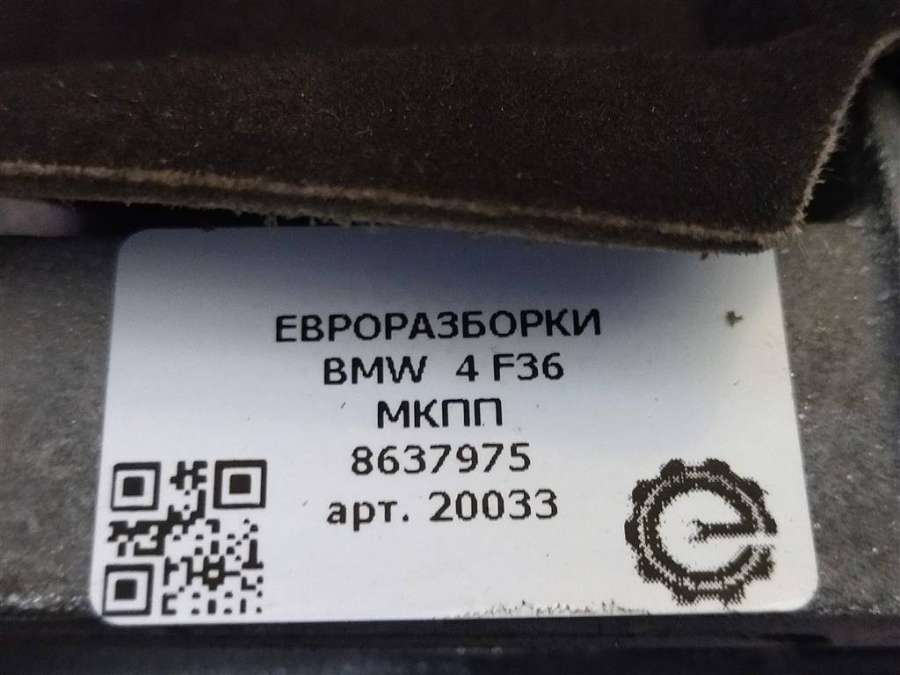 ЕВРОРАЗБОРКИ
BMW 4 F36
МКПП
8637975
арт. 20033